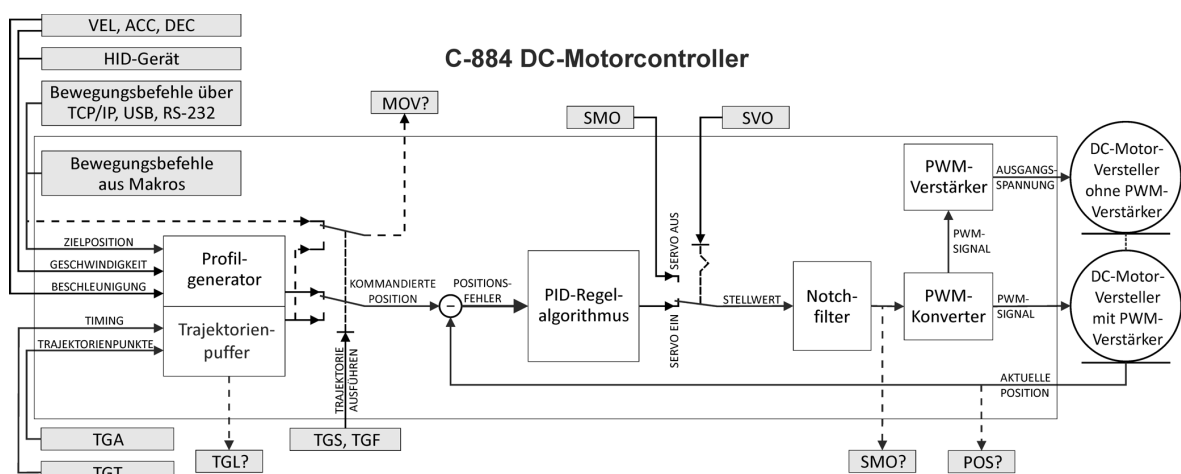 VEL, ACC, DEC
C-884 DC-Motorcontroller
HID-Gerät
Bewegungsbefehle über
TCP/IP, USB, RS-232
MOV?
SMO
SVO
Bewegungsbefehle
aus Makros
PWM-
Verstärker
AUSGANGS-
SPANNUNG
DC-Motor-
Versteller
ohne PWM-
Verstärker
ZIELPOSITION
GESCHWINDIGKEIT
BESCHLEUNIGUNG
Profil-
generator
KOMMANDIERTE
POSITION
POSITIONS-
FEHLER
PID-Regel-
algorithmus
SERVO AUS
SERVO EIN
STELLWERT
Notch-
filter
PWM-
SIGNAL
PWM-
Konverter
PWM-
SIGNAL
DC-Motor-
Versteller
mit PWM-
Verstärker
TIMING
TRAJEKTORIENPUNKTE
Trajektorien-
puffer
TRAJEKTORIE
AUSFÜHREN
AKTUELLE
POSITION
TGA
TGT
TGL?
TGS, TGF
SMO?
POS?